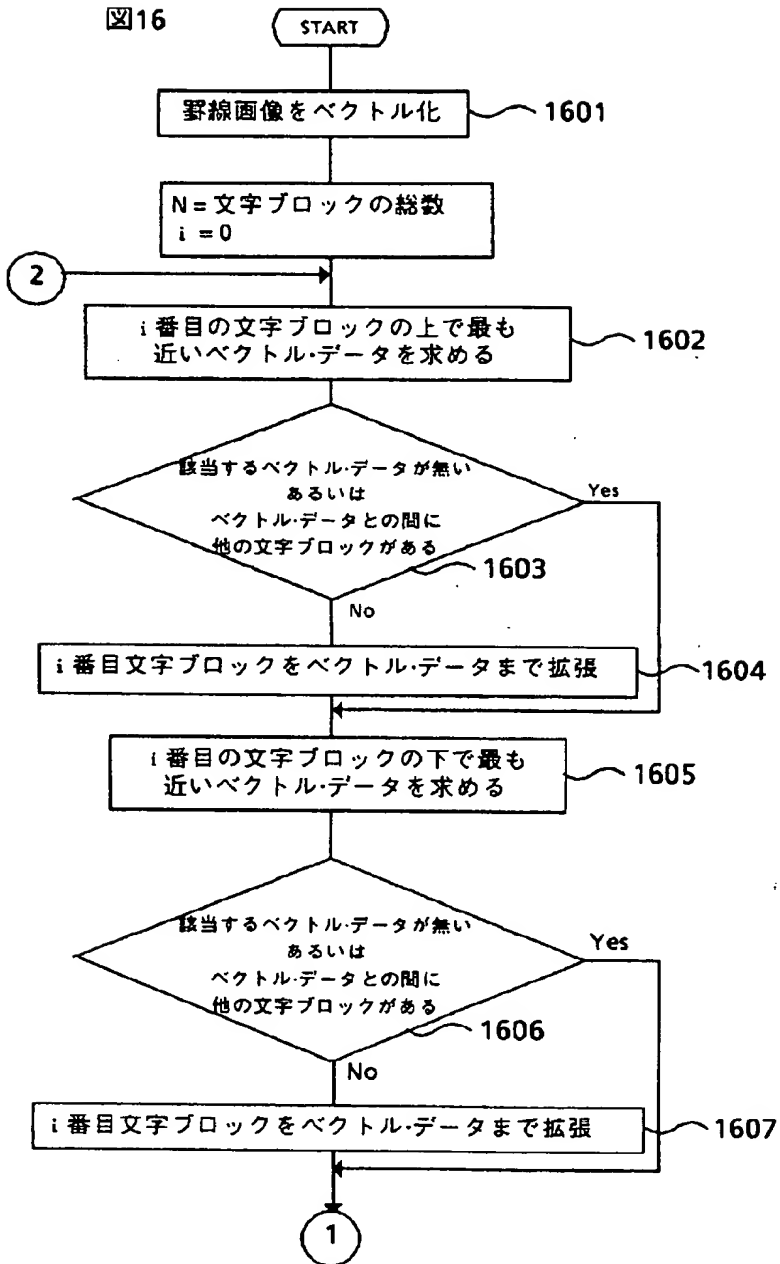 図16
START
罫線画像をベクトル化
1601
N=文字ブロックの総数
i=0
2
i番目の文字ブロックの上で最も
近いベクトル・データを求める
1602
該当するベクトル・データが無い
あるいは
ベクトル・データとの間に
他の文字ブロックがある
Yes
1603
No
i番目文字ブロックをベクトル・データまで拡張
1604
i番目の文字ブロックの下で最も
近いベクトル・データを求める
1605
該当するベクトル・データが無い
あるいは
ベクトル・データとの間に
他の文字ブロックがある
Yes
1606
No
i番目文字ブロックをベクトル・データまで拡張
1607
1